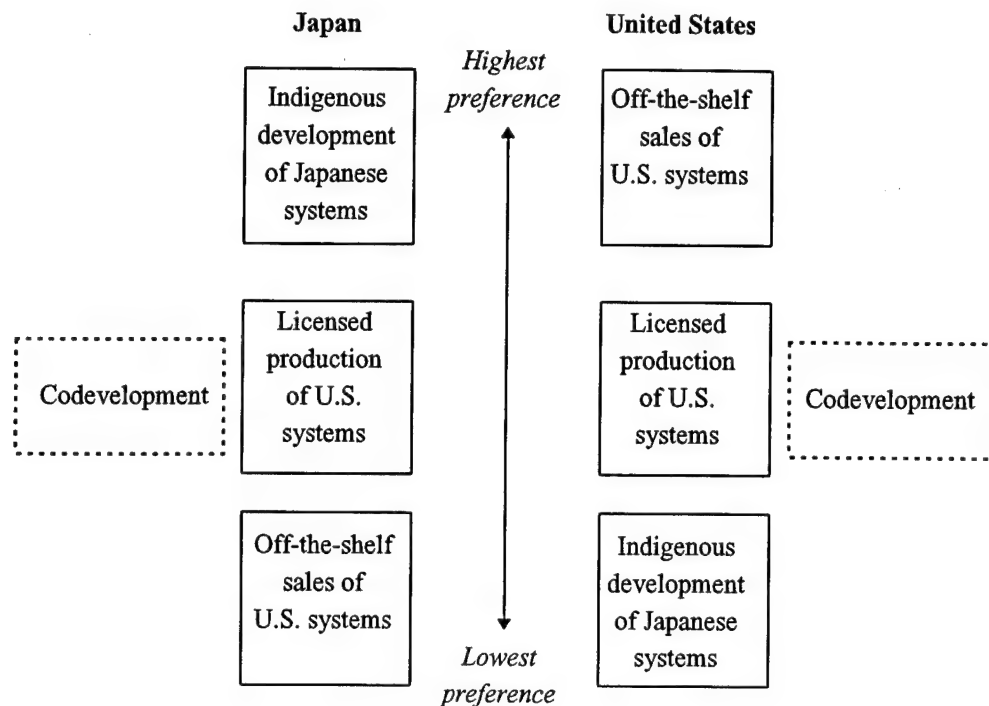 Japan
United States
Highest
preference
Indigenous
development
of Japanese
systems
Off-the-shelf
sales of
U.S. systems
Codevelopment
Licensed
production
of U.S.
systems
Licensed
production
of U.S.
systems
Codevelopment
Off-the-shelf
sales of
U.S. systems
Indigenous
development
of Japanese
systems
Lowest
preference